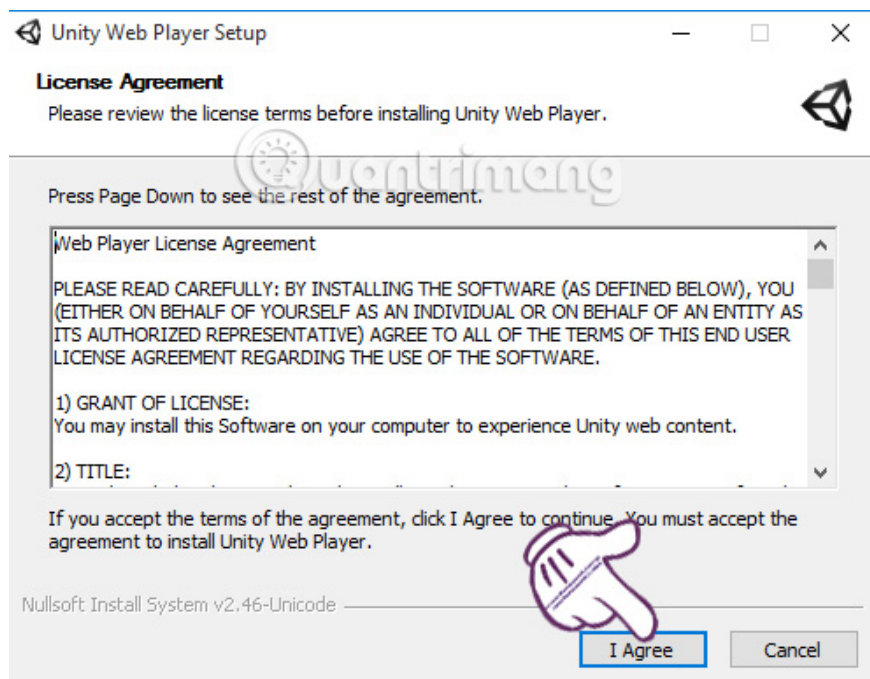 Unity Web Player Setup
License Agreement
Please review the license terms before installing Unity Web Player.
Quantrimang
Press Page Down to see the rest of the agreement.
Web Player License Agreement
PLEASE READ CAREFULLY: BY INSTALLING THE SOFTWARE (AS DEFINED BELOW), YOU
(EITHER ON BEHALF OF YOURSELF AS AN INDIVIDUAL OR ON BEHALF OF AN ENTITY AS
ITS AUTHORIZED REPRESENTATIVE) AGREE TO ALL OF THE TERMS OF THIS END USER
LICENSE AGREEMENT REGARDING THE USE OF THE SOFTWARE.
1) GRANT OF LICENSE:
You may install this Software on your computer to experience Unity web content.
2) TITLE:
If you accept the terms of the agreement, click I Agree to continue. You must accept the
agreement to install Unity Web Player.
Nullsoft Install System v2.46-Unicode
I Agree
Cancel